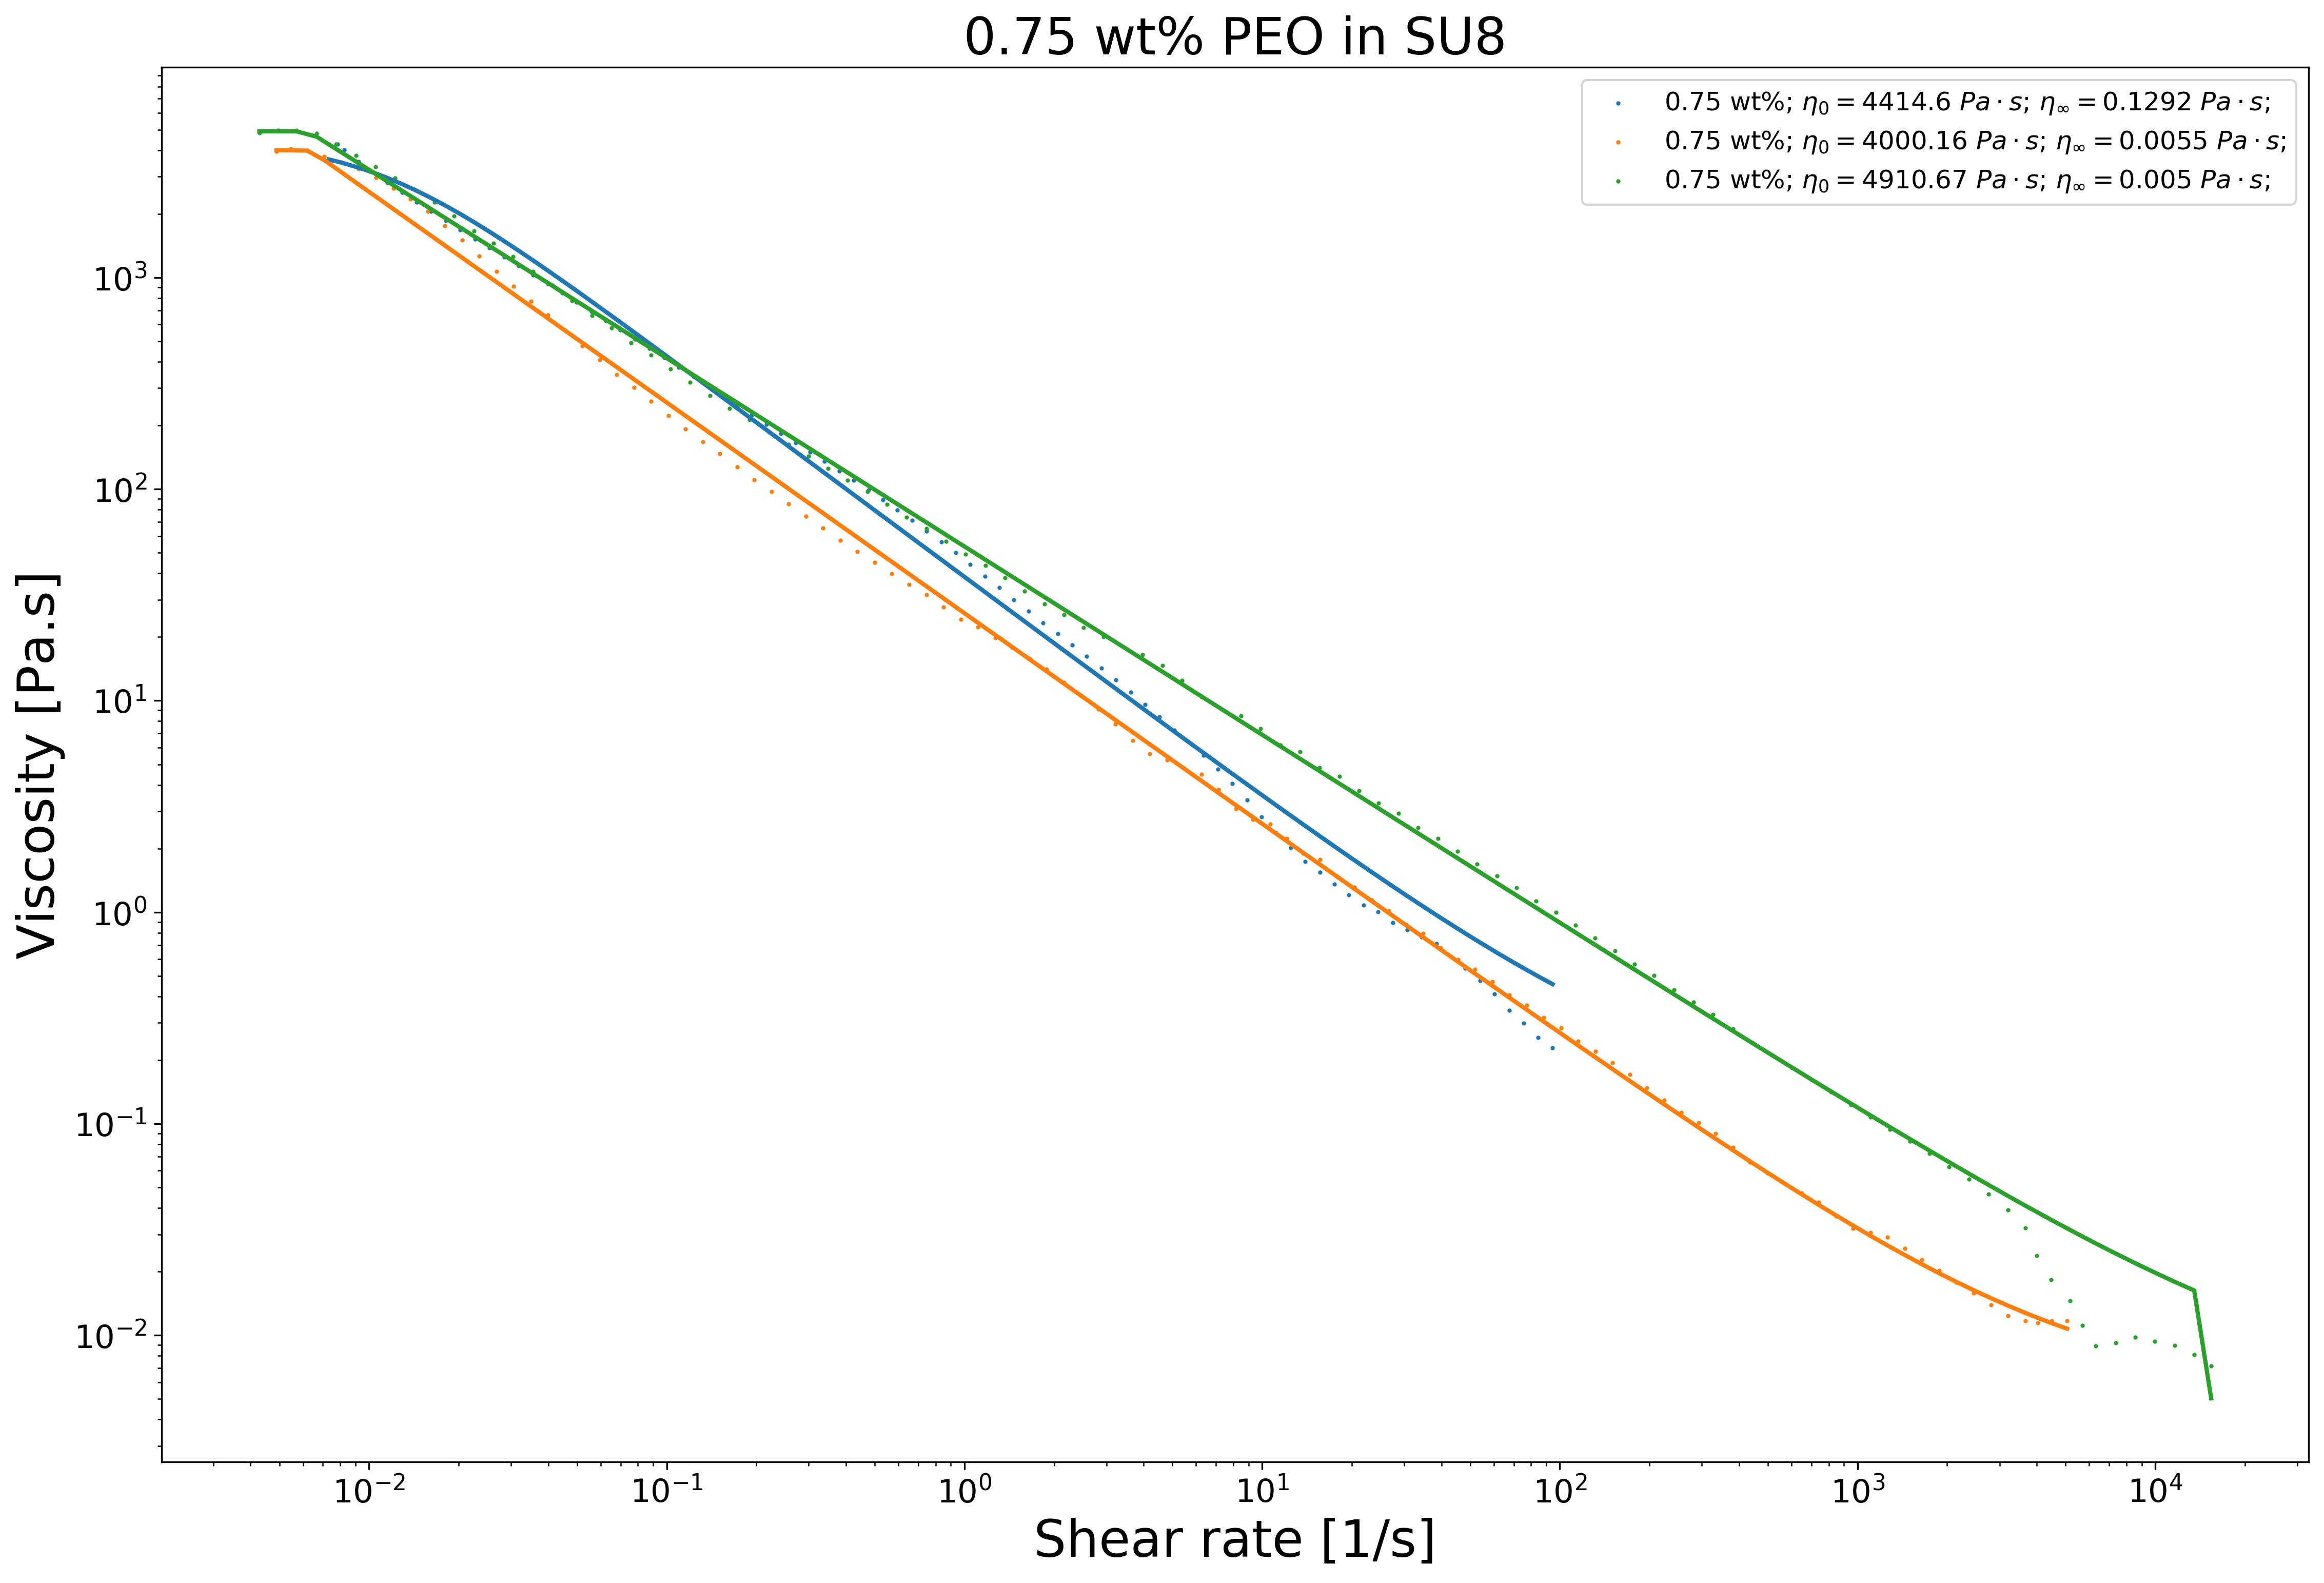 0.75 wt% PEO in SU8
0.75 wt%; η₀ = 4414.6 Pa · s; η∞ = 0.1292 Pa · s;
0.75 wt%; η₀ = 4000.16 Pa · s; η∞ = 0.0055 Pa · s;
0.75 wt%; η₀ = 4910.67 Pa · s; η∞ = 0.005 Pa · s;
Viscosity [Pa.s]
10³
10²
10¹
10⁰
10⁻¹
10⁻²
10⁻² 10⁻¹ 10⁰ 10¹ 10² 10³ 10⁴
Shear rate [1/s]